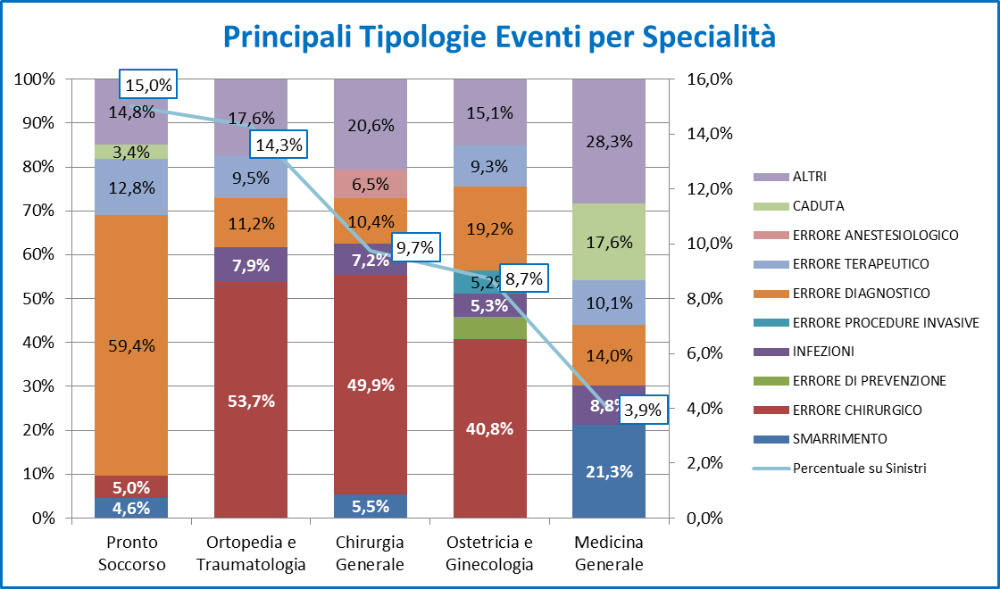 Principali Tipologie Eventi per Specialità
100%
90%
80%
70%
60%
50%
40%
30%
20%
10%
0%
14,8%
3,4%
12,8%
59,4%
5,0%
4,6%
17,6%
9,5%
11,2%
7,9%
53,7%
20,6%
6,5%
10,4%
7,2%
49,9%
5,5%
15,1%
9,3%
19,2%
5,2%
5,3%
40,8%
28,3%
17,6%
10,1%
14,0%
8,8%
21,3%
15,0%
14,3%
9,7%
8,7%
3,9%
16,0%
14,0%
12,0%
10,0%
8,0%
6,0%
4,0%
2,0%
0,0%
Pronto
Soccorso
Ortopedia e
Traumatologia
Chirurgia
Generale
Ostetricia e
Ginecologia
Medicina
Generale
ALTRI
CADUTA
ERRORE ANESTESIOLOGICO
ERRORE TERAPEUTICO
ERRORE DIAGNOSTICO
ERRORE PROCEDURE INVASIVE
INFEZIONI
ERRORE DI PREVENZIONE
ERRORE CHIRURGICO
SMARRIMENTO
Percentuale su Sinistri